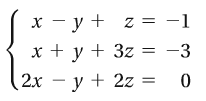 x − y + z = −1
x + y + 3z = −3
2x − y + 2z = 0